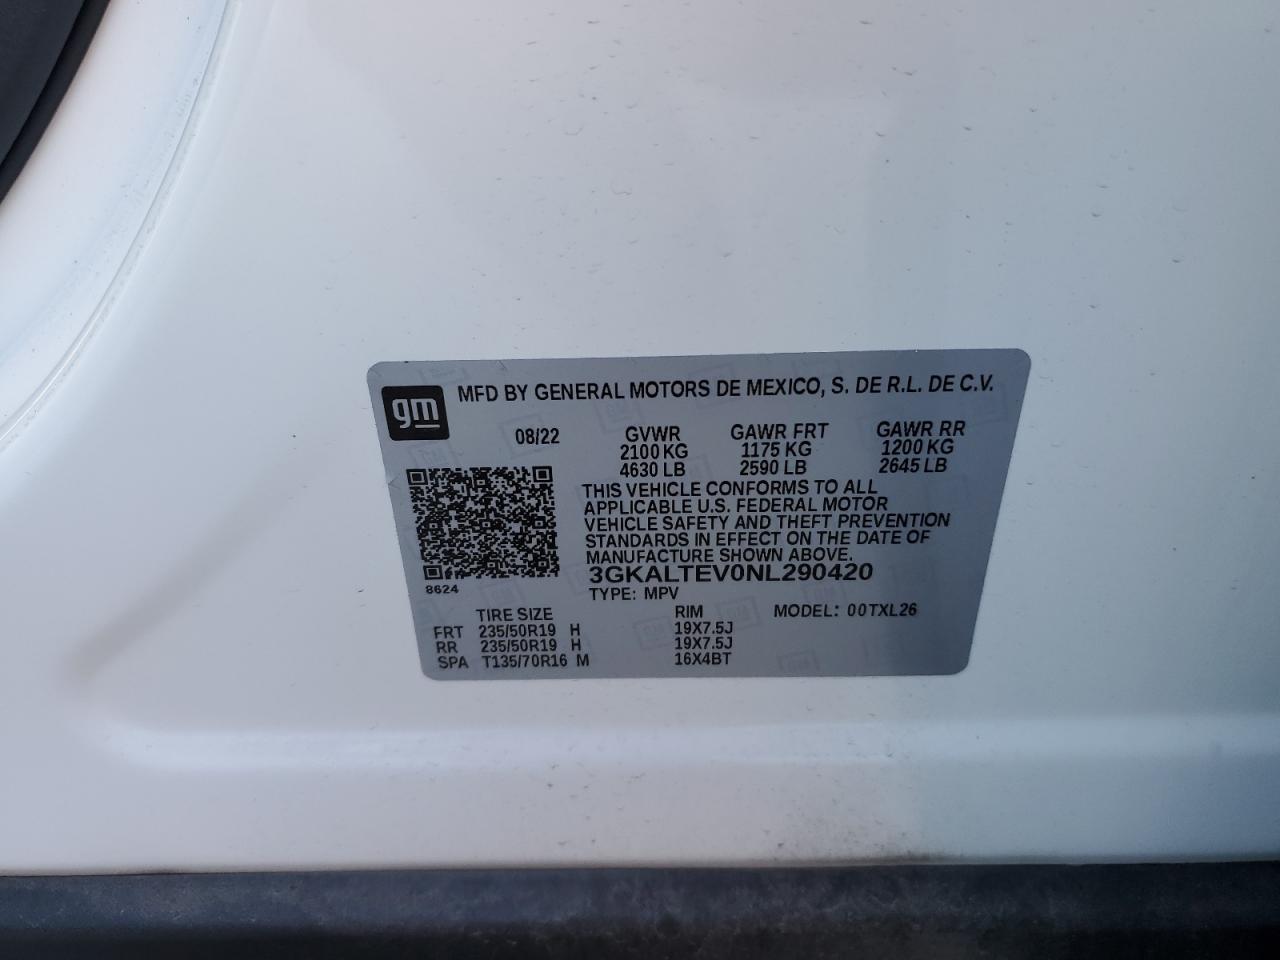 gm
MFD BY GENERAL MOTORS DE MEXICO, S. DE R.L. DE C.V.
08/22 GVWR GAWR FRT GAWR RR
2100 KG 1175 KG 1200 KG
4630 LB 2590 LB 2645 LB
THIS VEHICLE CONFORMS TO ALL
APPLICABLE U.S. FEDERAL MOTOR
VEHICLE SAFETY AND THEFT PREVENTION
STANDARDS IN EFFECT ON THE DATE OF
MANUFACTURE SHOWN ABOVE.
3GKALTEV0NL290420
8624
TYPE: MPV
TIRE SIZE RIM MODEL: 00TXL26
FRT 235/50R19 H 19X7.5J
RR 235/50R19 H 19X7.5J
SPA T135/70R16 M 16X4BT